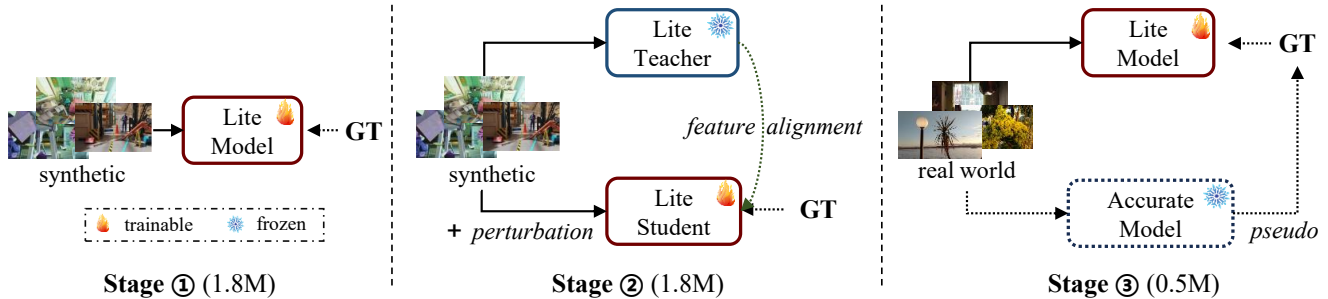 Lite
Model
GT
synthetic
trainable
frozen
Stage ① (1.8M)
Lite
Teacher
feature alignment
synthetic
+ perturbation
Lite
Student
GT
Stage ② (1.8M)
Lite
Model
GT
real world
Accurate
Model
pseudo
Stage ③ (0.5M)